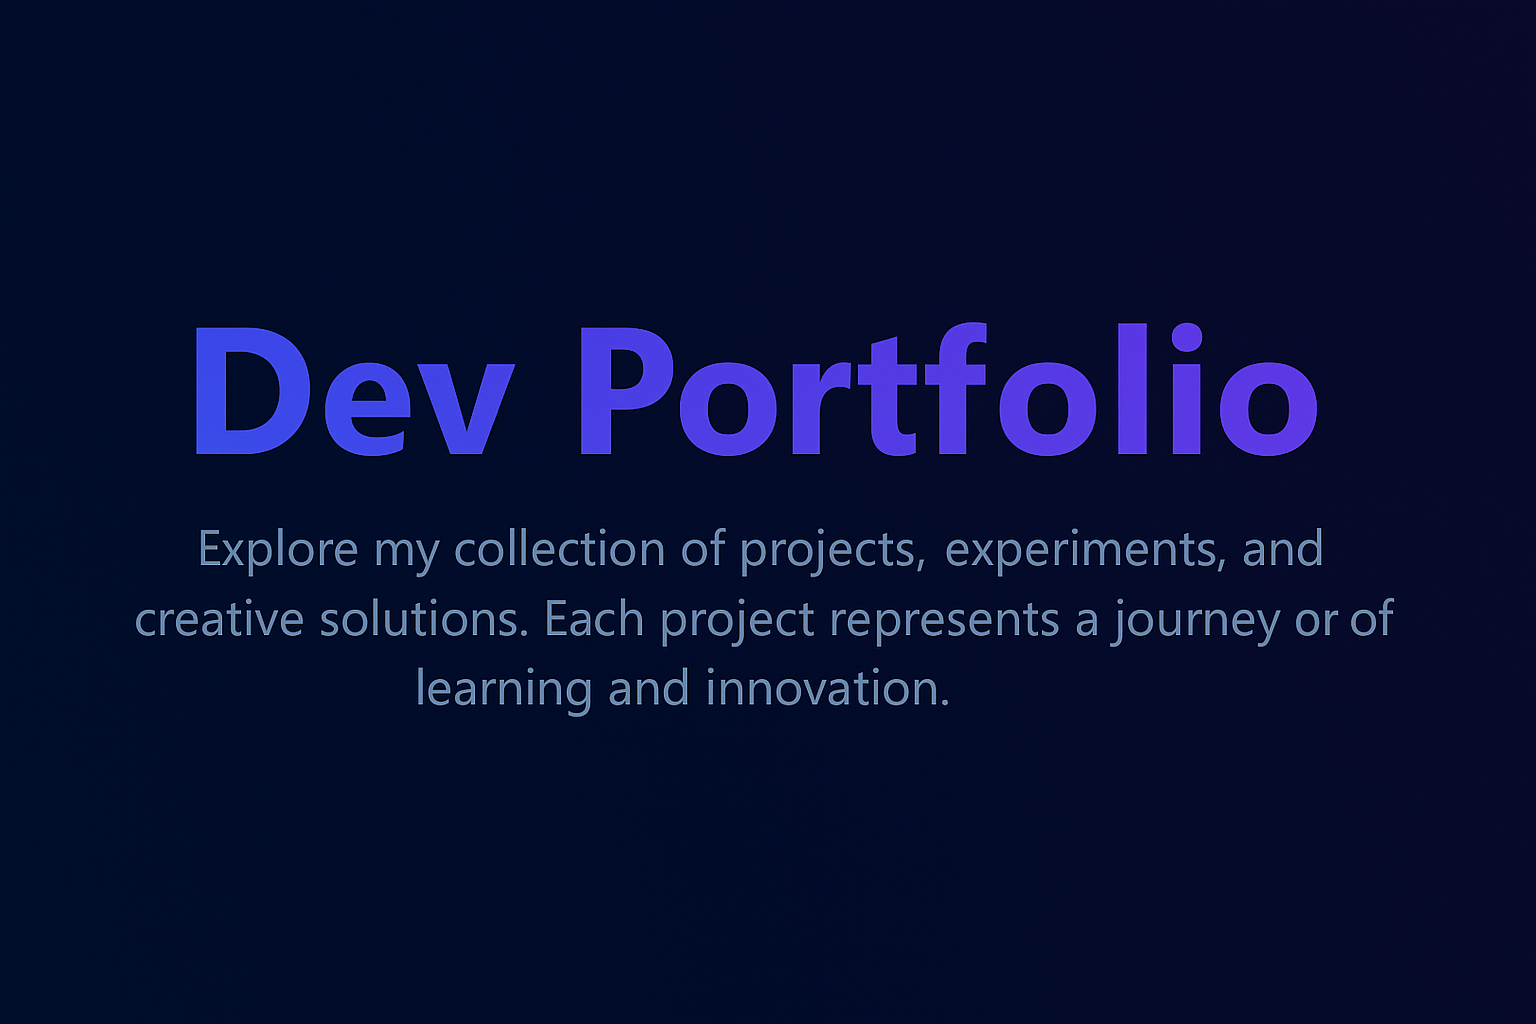 Dev Portfolio
Explore my collection of projects, experiments, and
creative solutions. Each project represents a journey or of
learning and innovation.